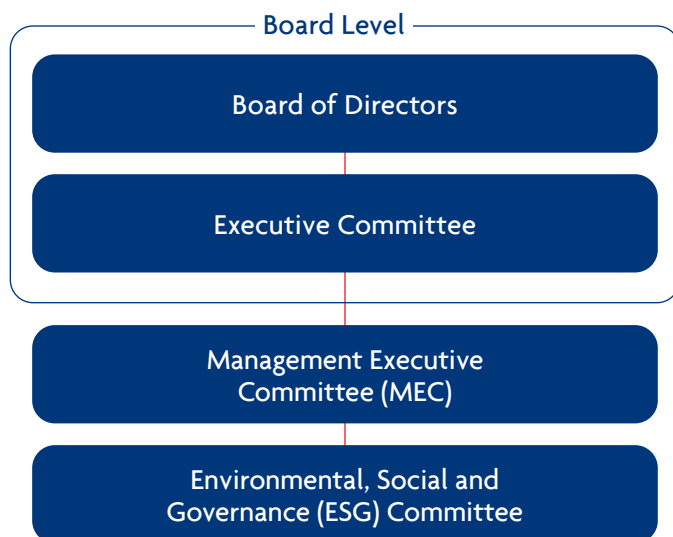 Board Level
Board of Directors
Executive Committee
Management Executive
Committee (MEC)
Environmental, Social and
Governance (ESG) Committee